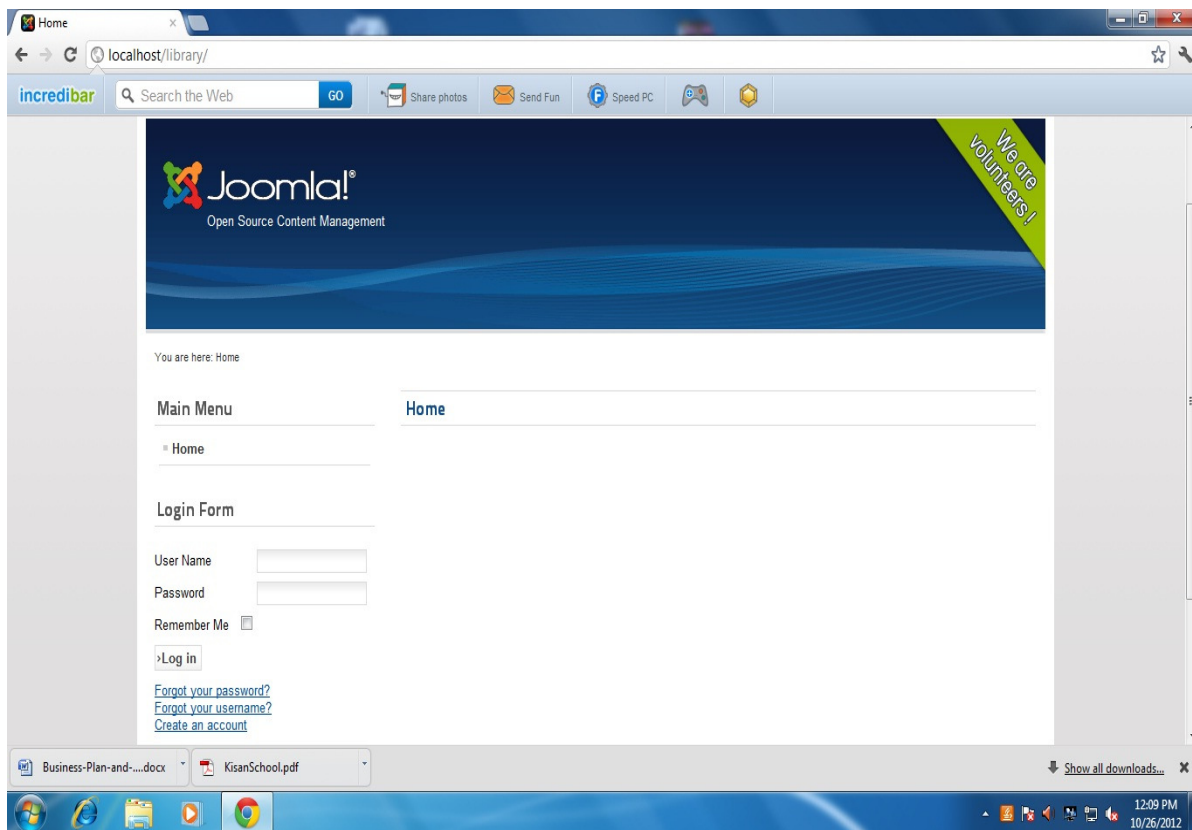 Home
localhost/library/
incredibar Search the Web GO Share photos Send Fun Speed PC
Joomla!®
Open Source Content Management
We are
volunteers!
You are here: Home
Main Menu
Home
Home
Login Form
User Name
Password
Remember Me
Log in
Forgot your password?
Forgot your username?
Create an account
Business-Plan-and-....docx KisanSchool.pdf Show all downloads...
12:09 PM
10/26/2012